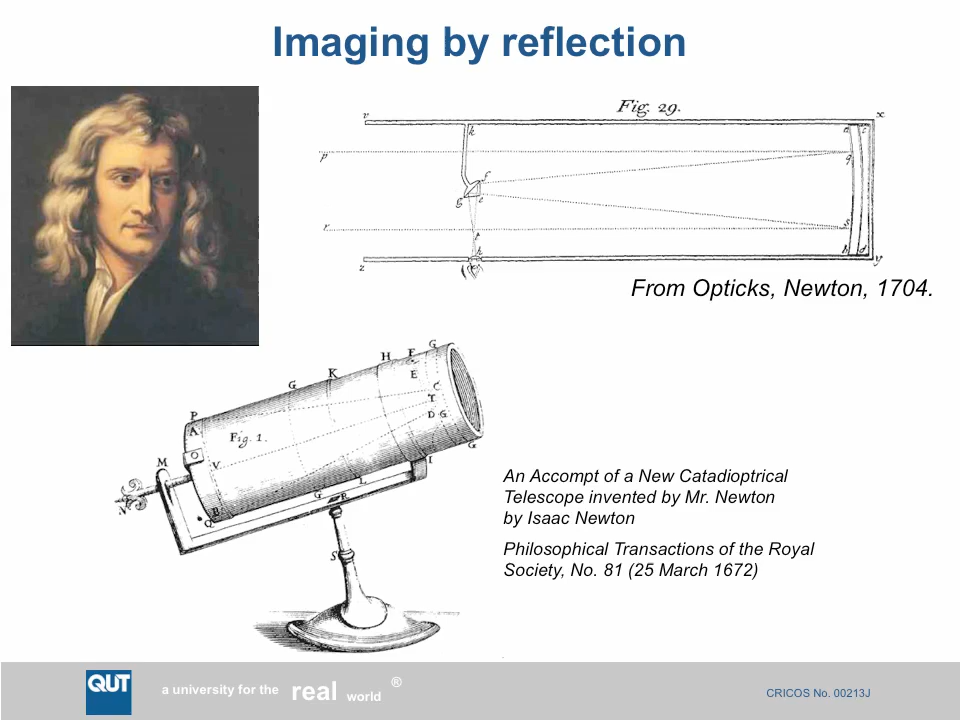 Imaging by reflection
Fig. 29.
v
x
k
a
c
p
q
f
g
e
r
s
t
h
b
d
z
y
From Opticks, Newton, 1704.
G
F
H
K
G
E
C
P
T
A
Fig. 1.
D G
O
V
G
M
I
L
G
R
N
B
Q
S
An Accompt of a New Catadioptrical
Telescope invented by Mr. Newton
by Isaac Newton
Philosophical Transactions of the Royal
Society, No. 81 (25 March 1672)
QUT
a university for the real world ®
CRICOS No. 00213J